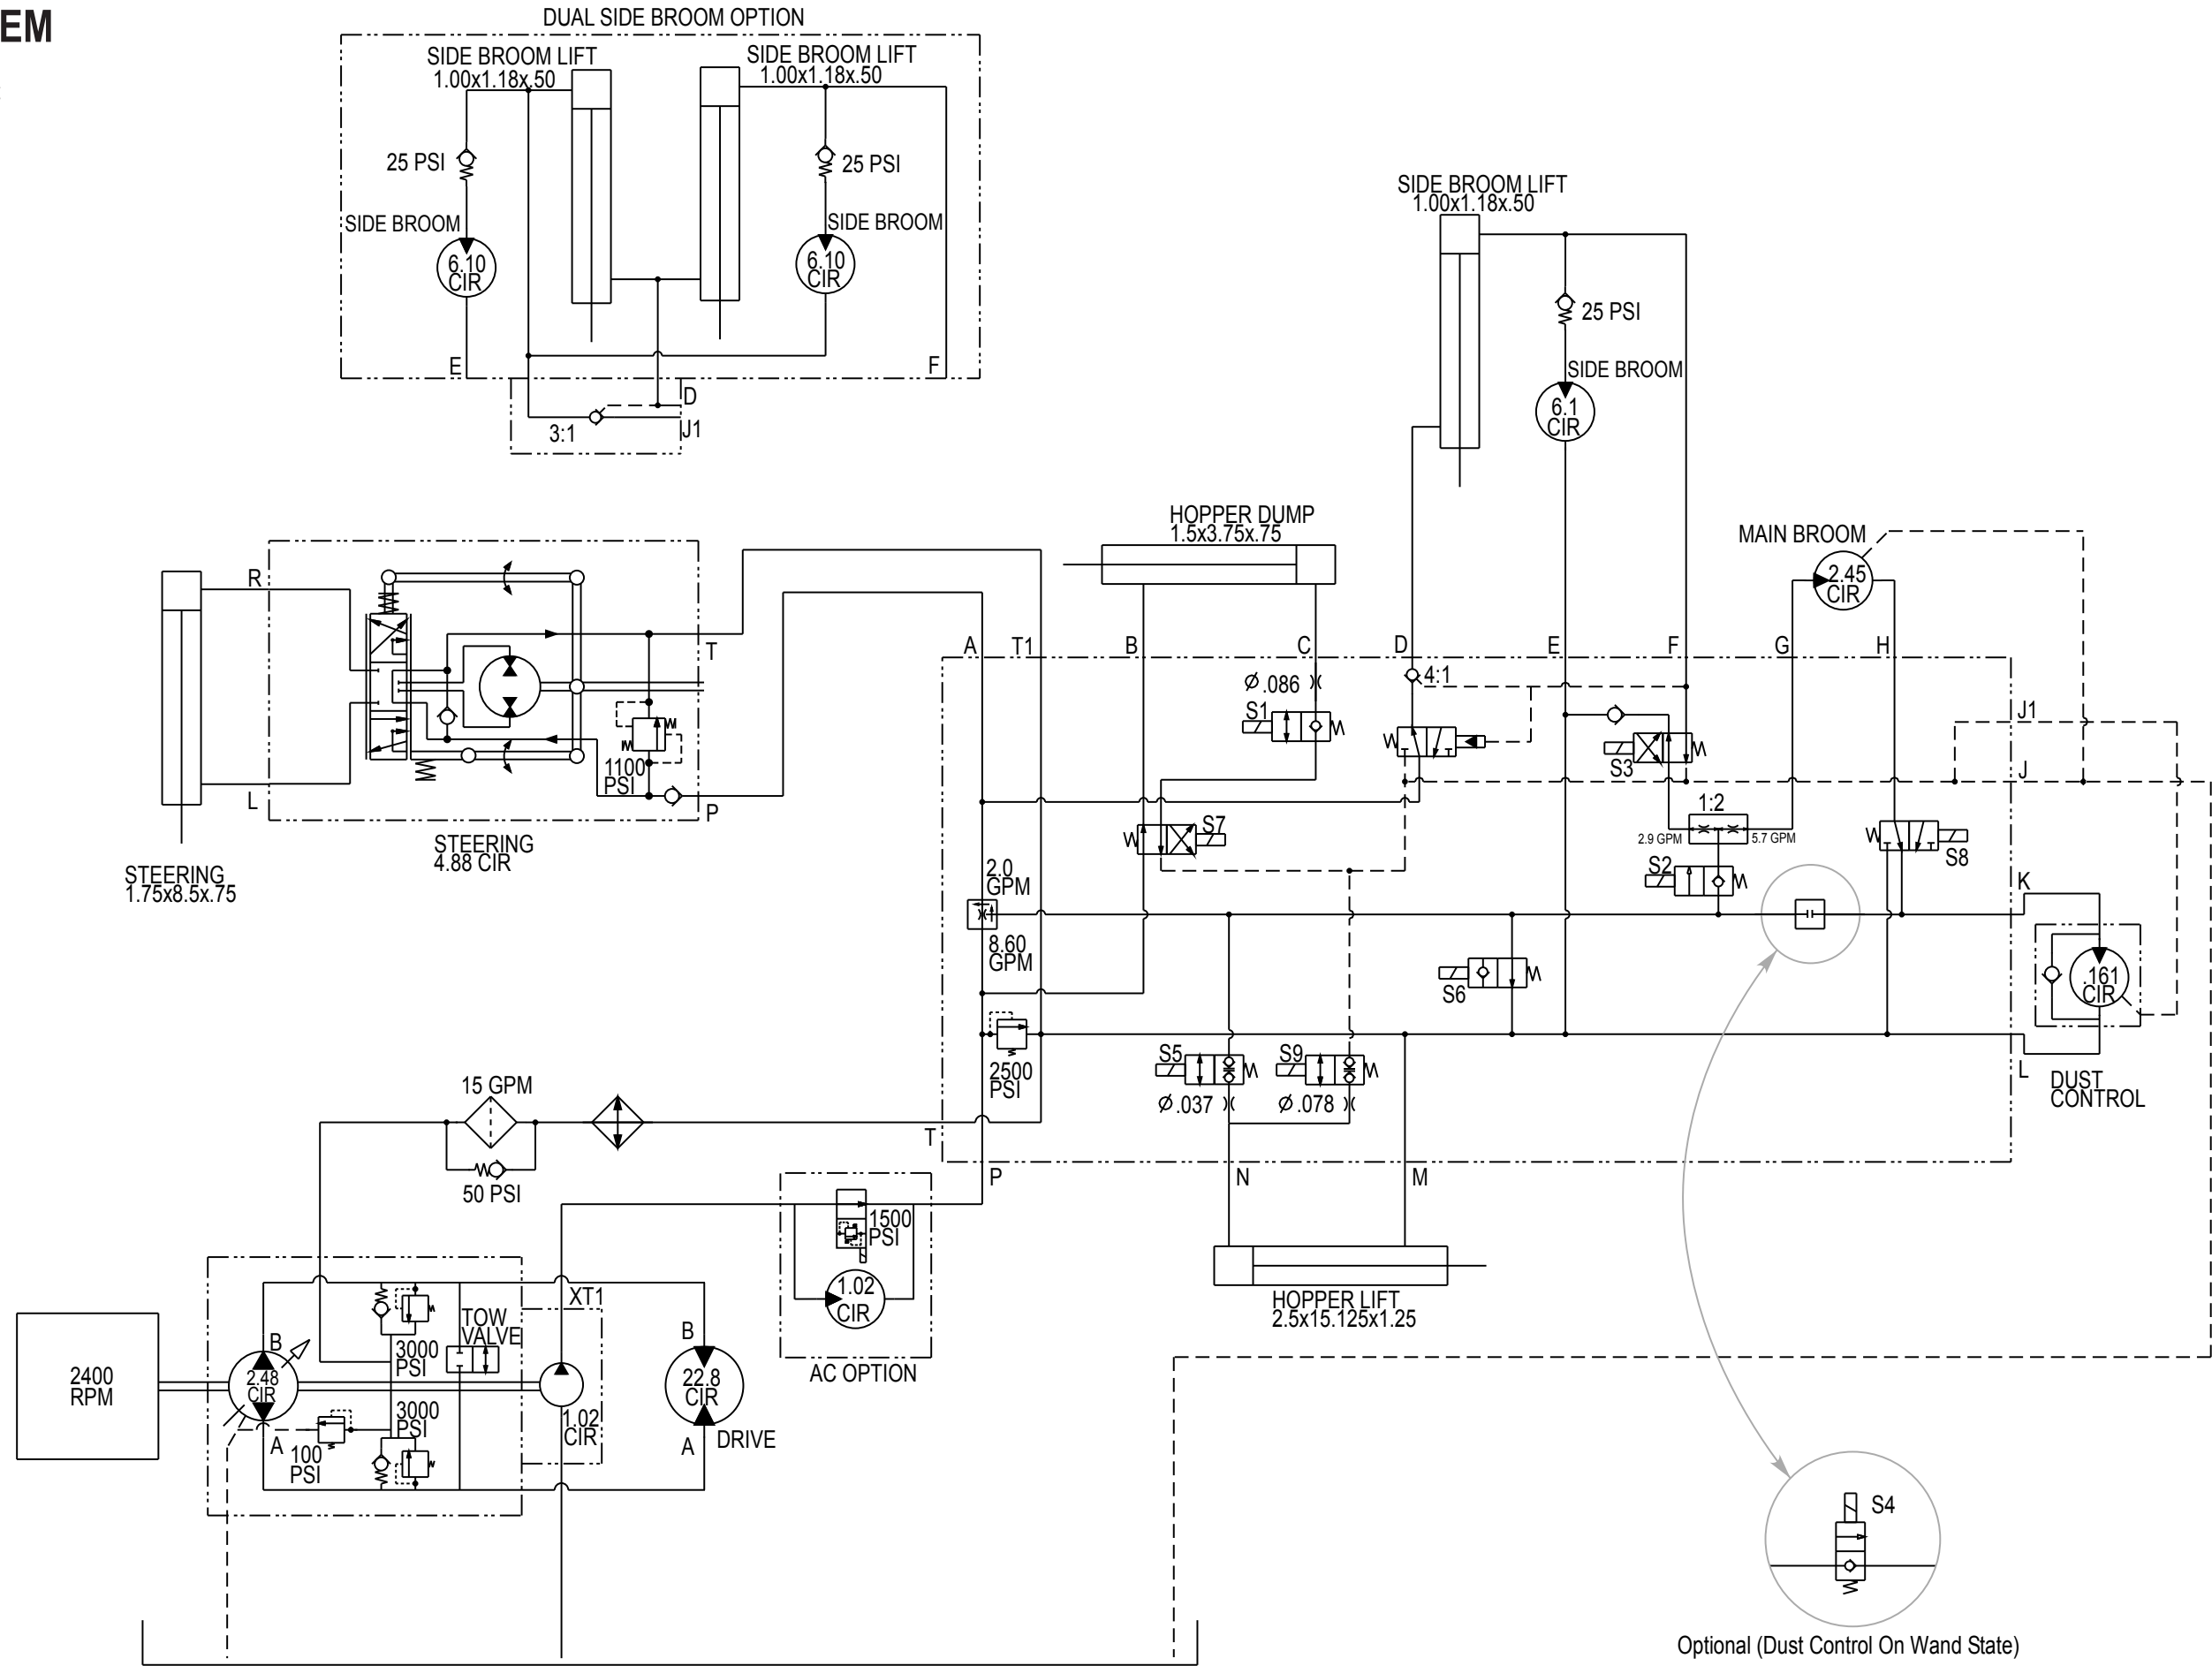 EM
DUAL SIDE BROOM OPTION
SIDE BROOM LIFT
1.00x1.18x.50
SIDE BROOM LIFT
1.00x1.18x.50
25 PSI
25 PSI
SIDE BROOM
SIDE BROOM
6.10
CIR
6.10
CIR
E
F
D
J1
3:1
SIDE BROOM LIFT
1.00x1.18x.50
25 PSI
SIDE BROOM
6.1
CIR
HOPPER DUMP
1.5x3.75x.75
MAIN BROOM
2.45
CIR
R
L
T
P
1100
PSI
STEERING
4.88 CIR
STEERING
1.75x8.5x.75
A
T1
B
C
D
E
F
G
H
Ø .086
S1
4:1
S3
J1
J
1:2
2.9 GPM
5.7 GPM
S7
S2
S8
2.0
GPM
8.60
GPM
K
S6
.161
CIR
2500
PSI
S5
S9
Ø .037
Ø .078
L
DUST
CONTROL
15 GPM
50 PSI
T
P
N
M
1500
PSI
1.02
CIR
AC OPTION
HOPPER LIFT
2.5x15.125x1.25
2400
RPM
B
2.48
CIR
A
3000
PSI
3000
PSI
100
PSI
TOW
VALVE
XT1
1.02
CIR
B
22.8
CIR
A
DRIVE
S4
Optional (Dust Control On Wand State)